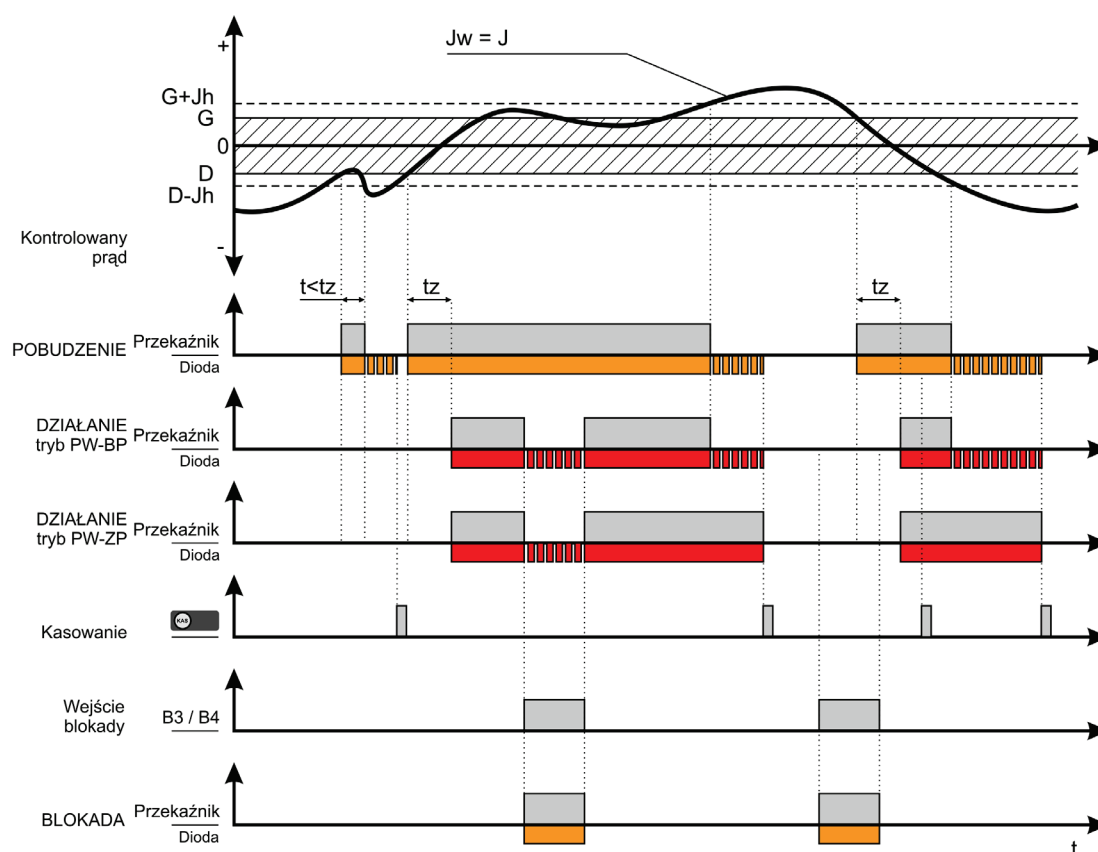 +
Jw = J
G+Jh
G
0
D
D-Jh
Kontrolowany
prąd
-
t<tz
tz
tz
POBUDZENIE
Przekaźnik
Dioda
DZIAŁANIE
tryb PW-BP
Przekaźnik
Dioda
DZIAŁANIE
tryb PW-ZP
Przekaźnik
Dioda
Kasowanie
KAS
Wejście
blokady
B3 / B4
BLOKADA
Przekaźnik
Dioda
t